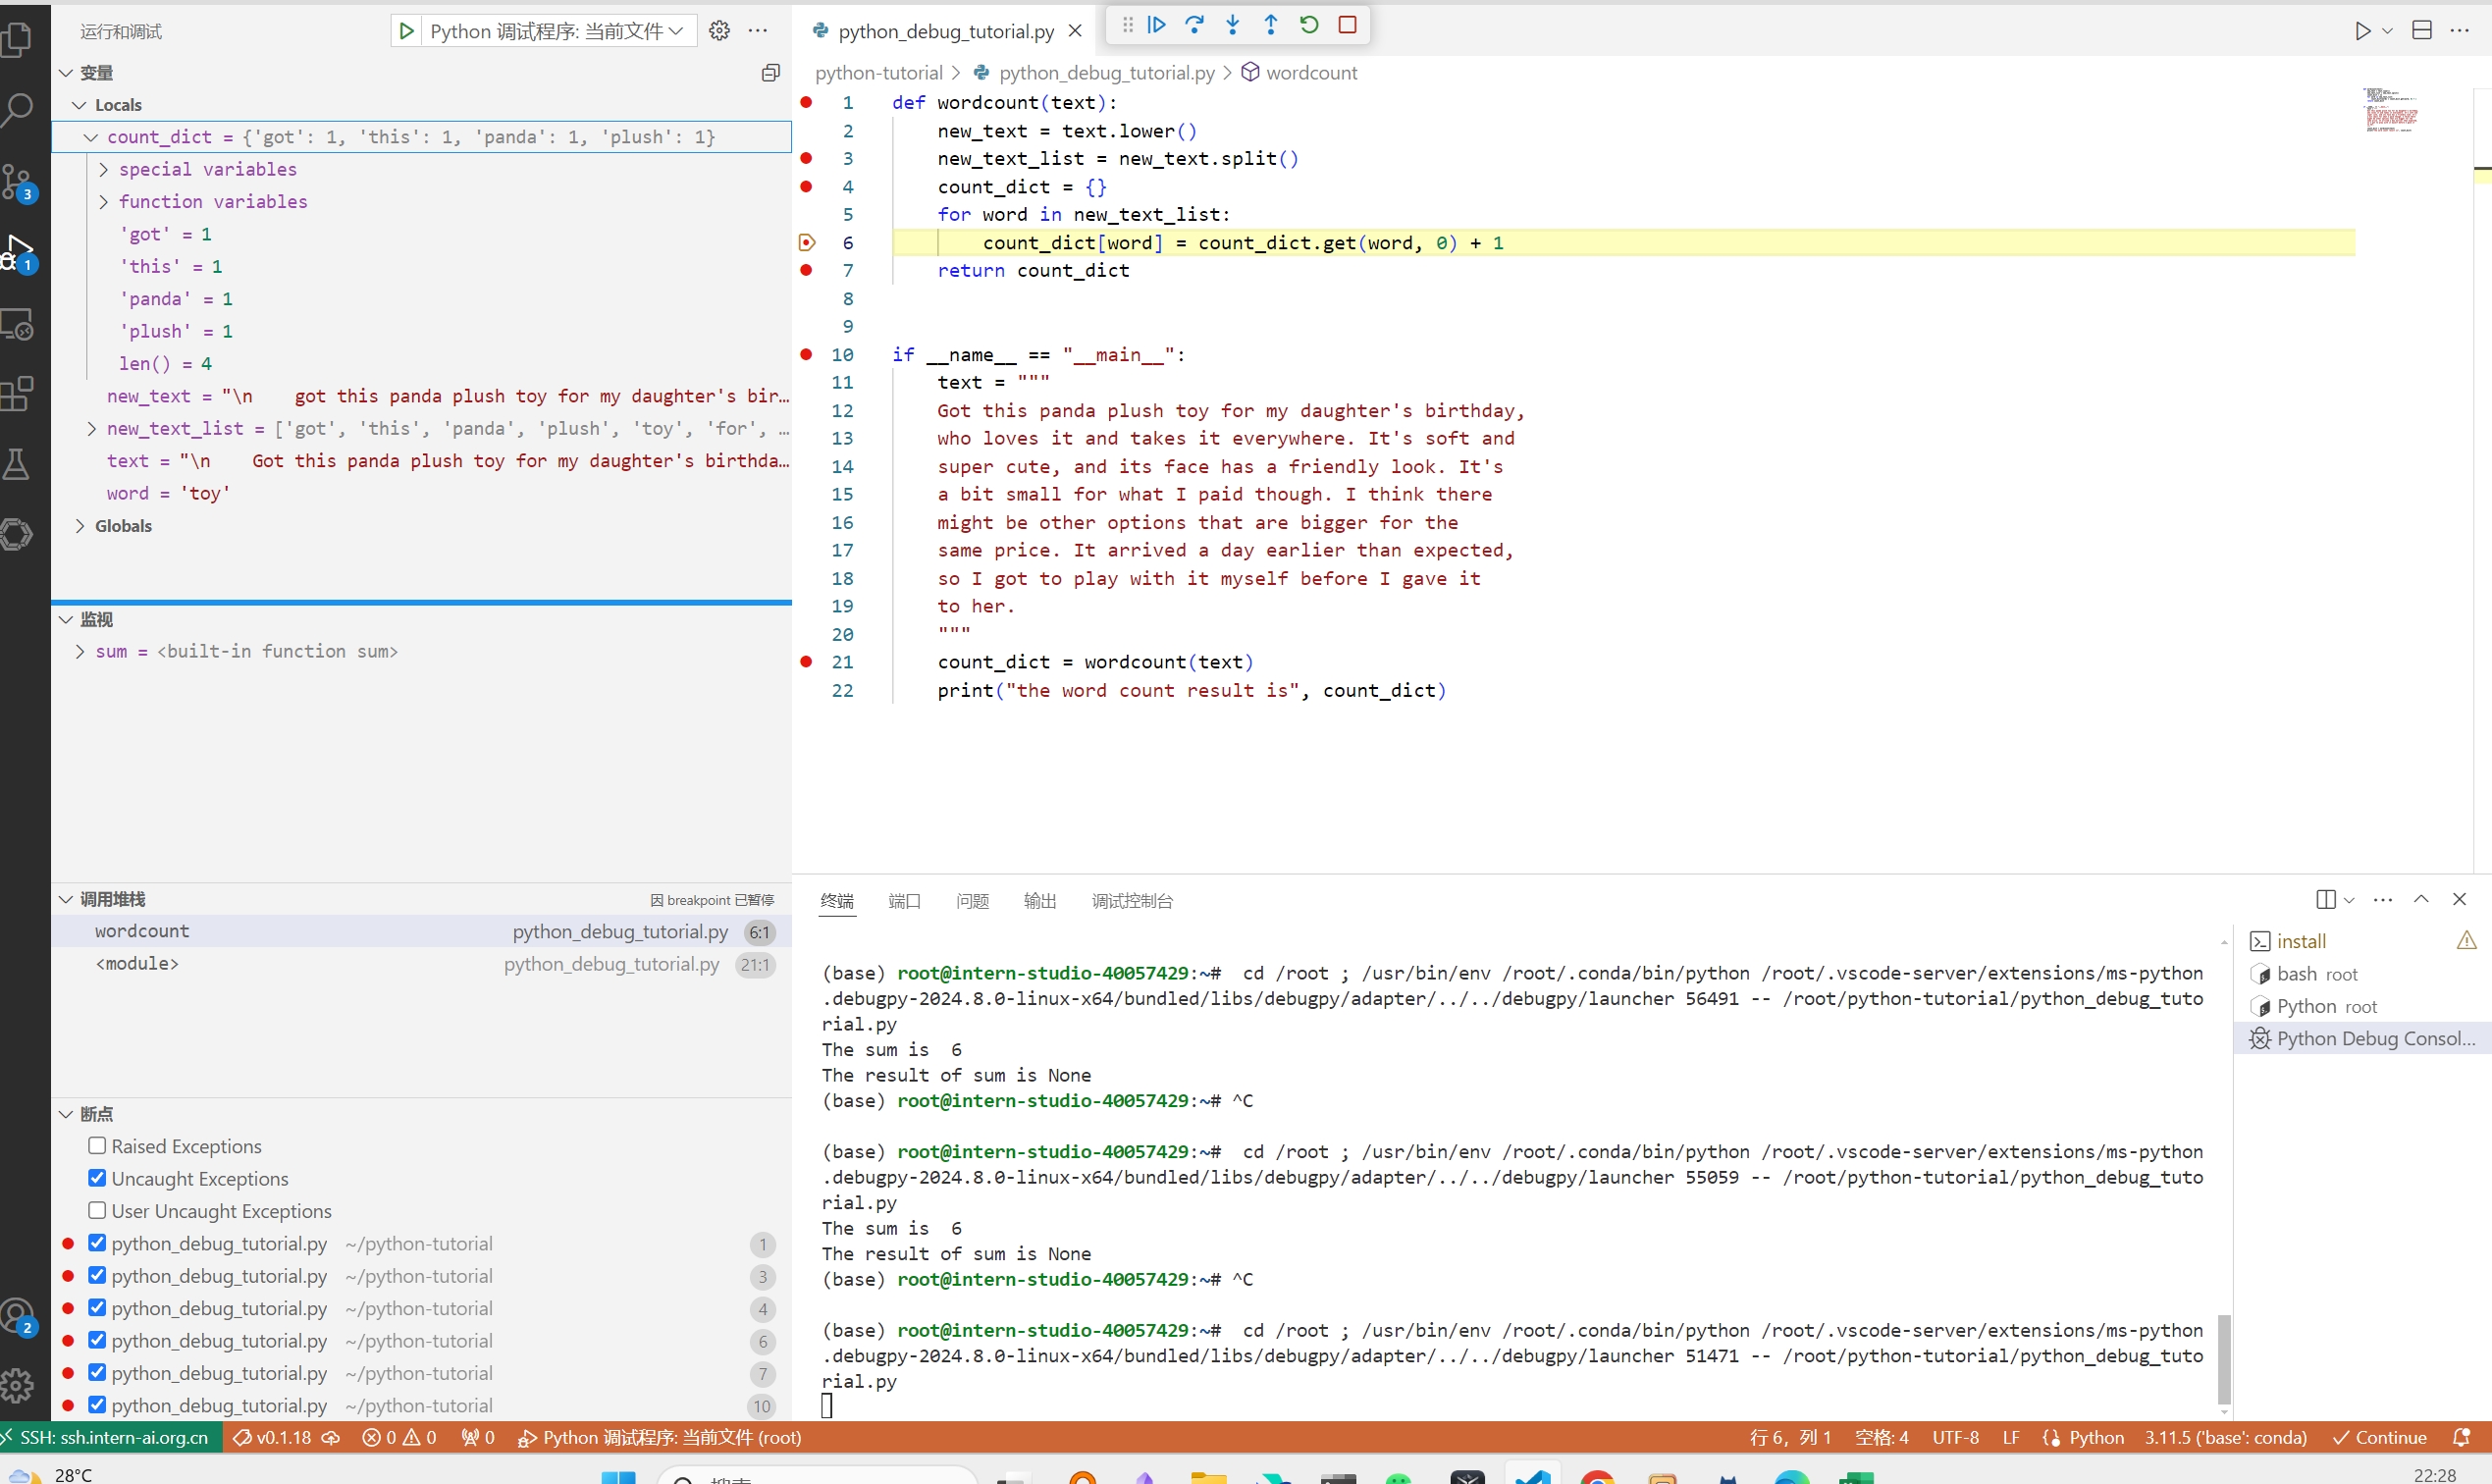 运行和调试
Python 调试程序: 当前文件
变量
Locals
count_dict = {'got': 1, 'this': 1, 'panda': 1, 'plush': 1}
special variables
function variables
'got' = 1
'this' = 1
'panda' = 1
'plush' = 1
len() = 4
new_text = "\n    got this panda plush toy for my daughter's bir…
new_text_list = ['got', 'this', 'panda', 'plush', 'toy', 'for', …
text = "\n    Got this panda plush toy for my daughter's birthda…
word = 'toy'
Globals
监视
sum = <built-in function sum>
调用堆栈
因 breakpoint 已暂停
wordcount python_debug_tutorial.py 6:1
<module> python_debug_tutorial.py 21:1
断点
Raised Exceptions
Uncaught Exceptions
User Uncaught Exceptions
python_debug_tutorial.py ~/python-tutorial 1
python_debug_tutorial.py ~/python-tutorial 3
python_debug_tutorial.py ~/python-tutorial 4
python_debug_tutorial.py ~/python-tutorial 6
python_debug_tutorial.py ~/python-tutorial 7
python_debug_tutorial.py ~/python-tutorial 10
3
1
2
python_debug_tutorial.py
python-tutorial > python_debug_tutorial.py > wordcount
1 def wordcount(text):
2     new_text = text.lower()
3     new_text_list = new_text.split()
4     count_dict = {}
5     for word in new_text_list:
6         count_dict[word] = count_dict.get(word, 0) + 1
7     return count_dict
8
9
10 if __name__ == "__main__":
11     text = """
12     Got this panda plush toy for my daughter's birthday,
13     who loves it and takes it everywhere. It's soft and
14     super cute, and its face has a friendly look. It's
15     a bit small for what I paid though. I think there
16     might be other options that are bigger for the
17     same price. It arrived a day earlier than expected,
18     so I got to play with it myself before I gave it
19     to her.
20     """
21     count_dict = wordcount(text)
22     print("the word count result is", count_dict)
终端 端口 问题 输出 调试控制台
(base) root@intern-studio-40057429:~#  cd /root ; /usr/bin/env /root/.conda/bin/python /root/.vscode-server/extensions/ms-python
.debugpy-2024.8.0-linux-x64/bundled/libs/debugpy/adapter/../../debugpy/launcher 56491 -- /root/python-tutorial/python_debug_tuto
rial.py
The sum is  6
The result of sum is None
(base) root@intern-studio-40057429:~# ^C
(base) root@intern-studio-40057429:~#  cd /root ; /usr/bin/env /root/.conda/bin/python /root/.vscode-server/extensions/ms-python
.debugpy-2024.8.0-linux-x64/bundled/libs/debugpy/adapter/../../debugpy/launcher 55059 -- /root/python-tutorial/python_debug_tuto
rial.py
The sum is  6
The result of sum is None
(base) root@intern-studio-40057429:~# ^C
(base) root@intern-studio-40057429:~#  cd /root ; /usr/bin/env /root/.conda/bin/python /root/.vscode-server/extensions/ms-python
.debugpy-2024.8.0-linux-x64/bundled/libs/debugpy/adapter/../../debugpy/launcher 51471 -- /root/python-tutorial/python_debug_tuto
rial.py
install
bash root
Python root
Python Debug Consol...
SSH: ssh.intern-ai.org.cn v0.1.18 0 0 0 Python 调试程序: 当前文件 (root) 行 6，列 1 空格: 4 UTF-8 LF Python 3.11.5 ('base': conda) Continue
28°C 22:28